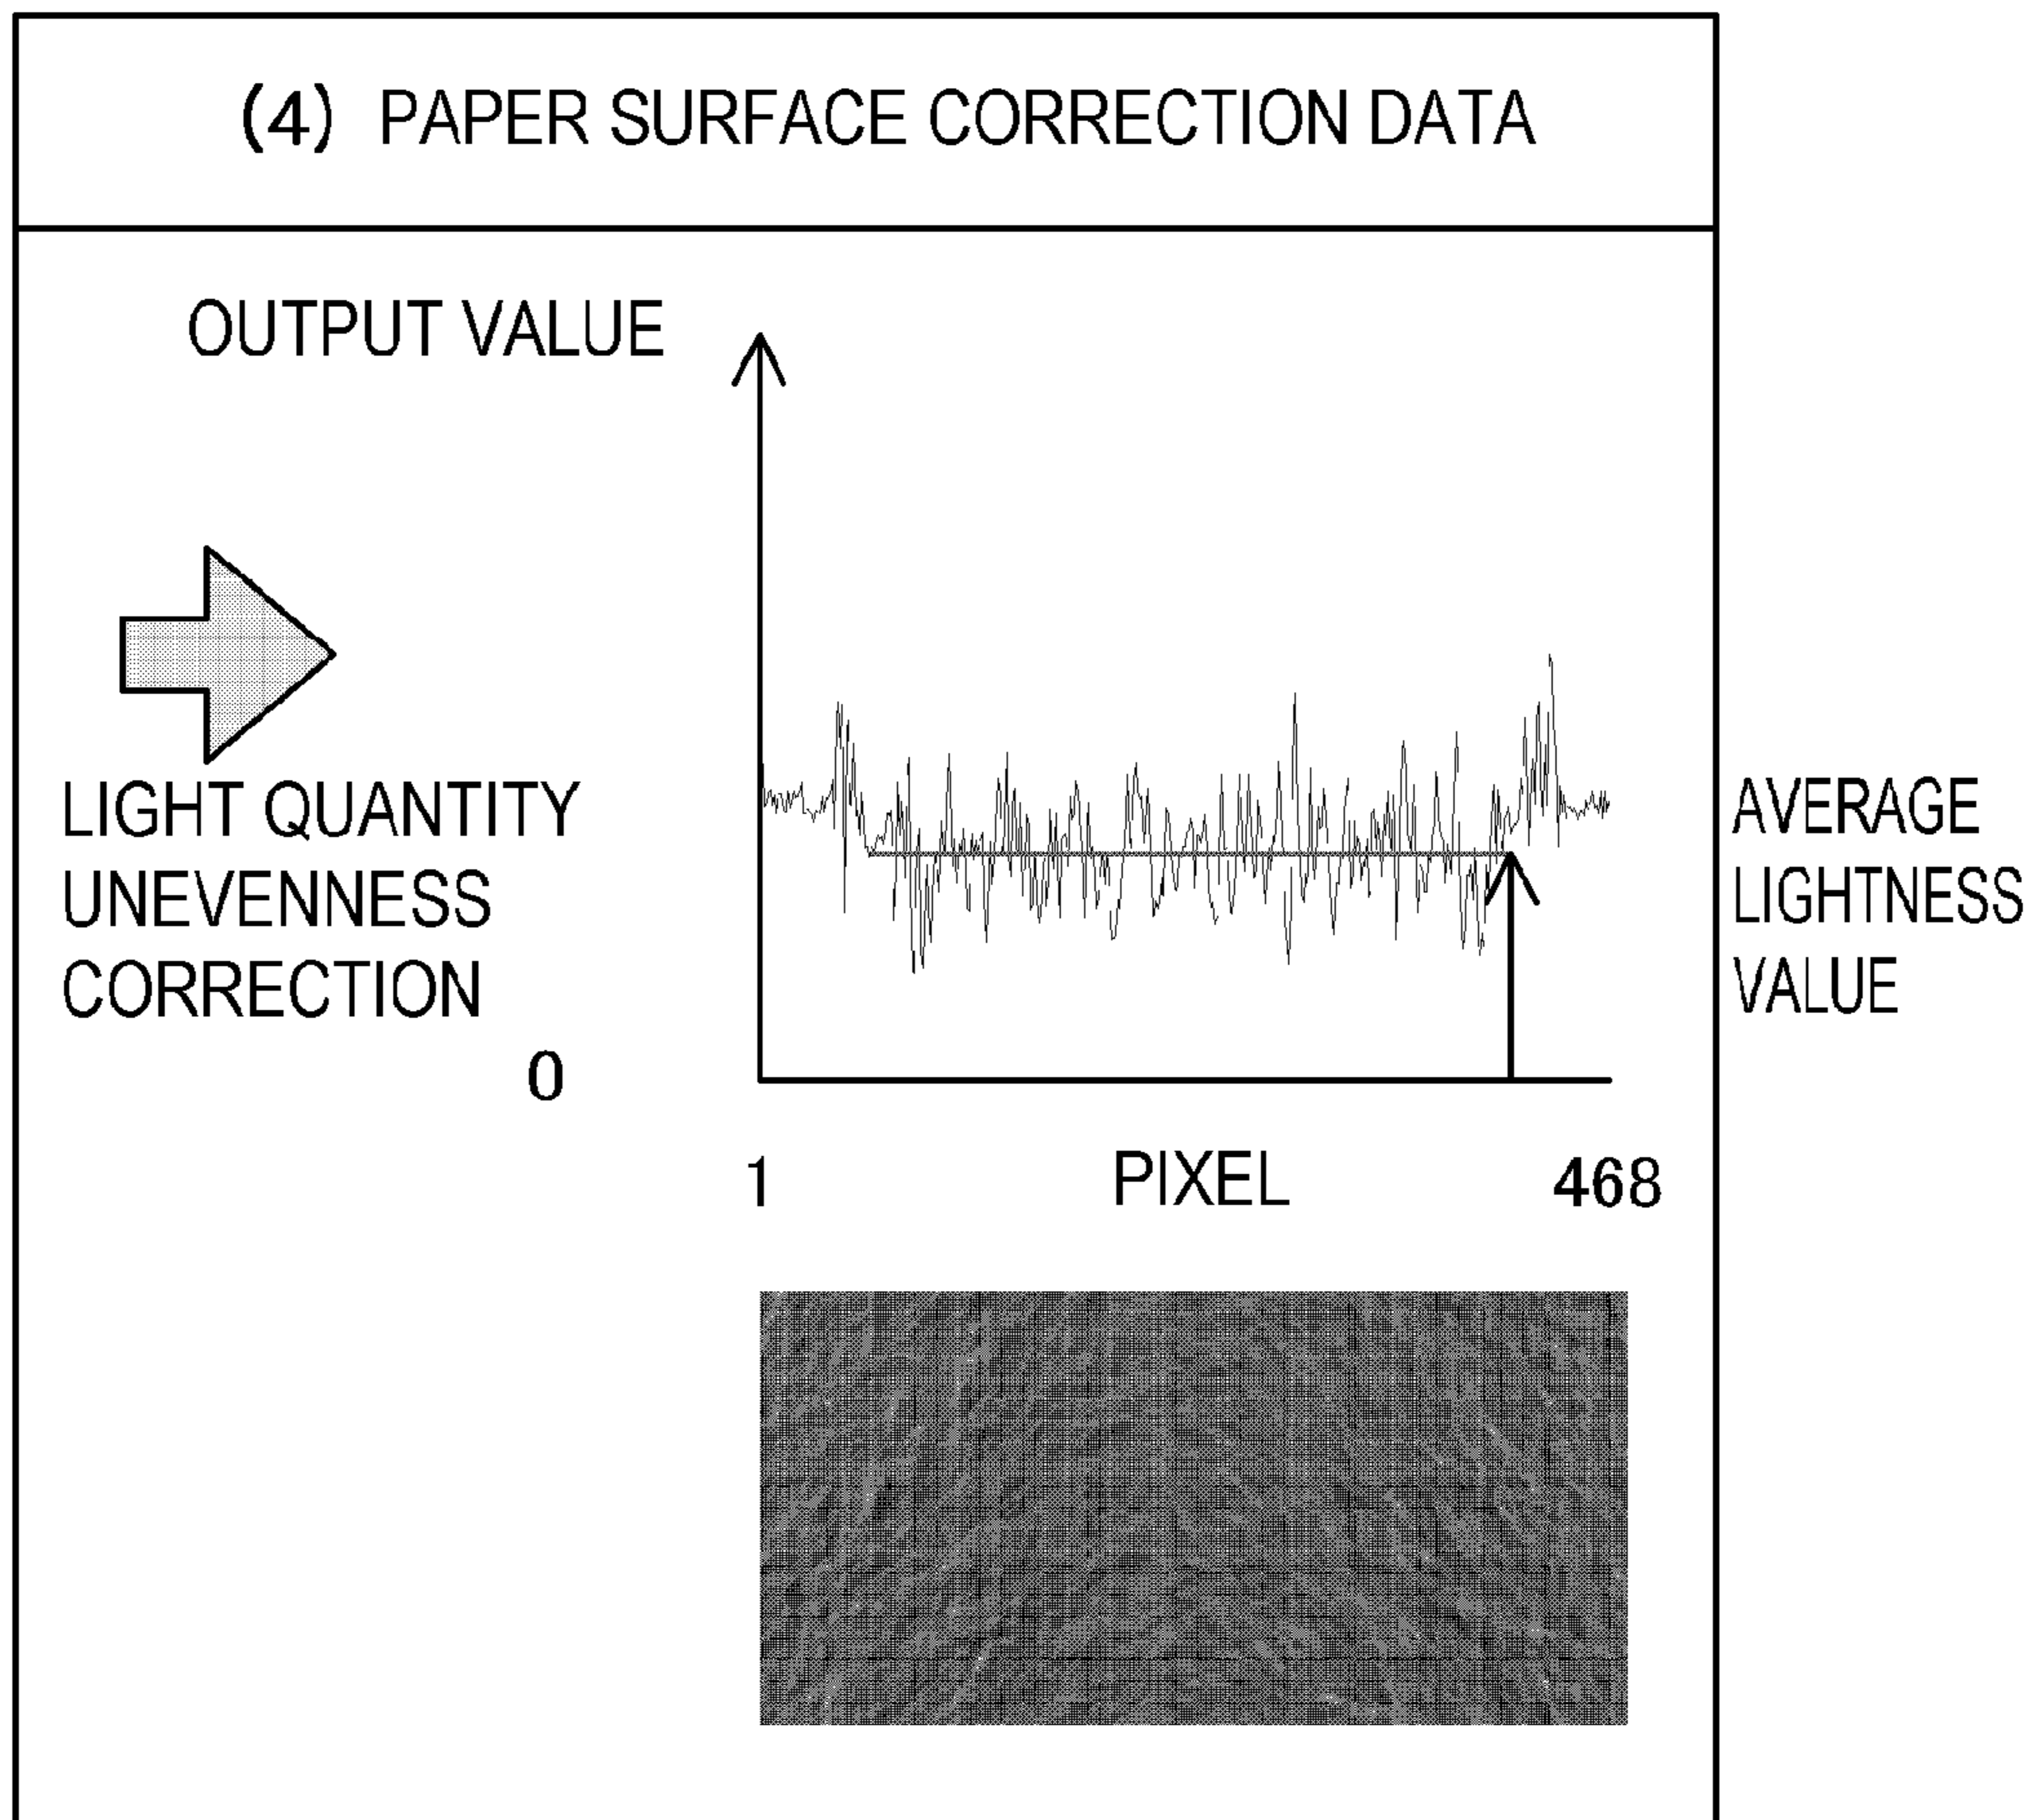 (4) PAPER SURFACE CORRECTION DATA
OUTPUT VALUE
LIGHT QUANTITY
UNEVENNESS
CORRECTION
0
1 PIXEL 468
AVERAGE
LIGHTNESS
VALUE